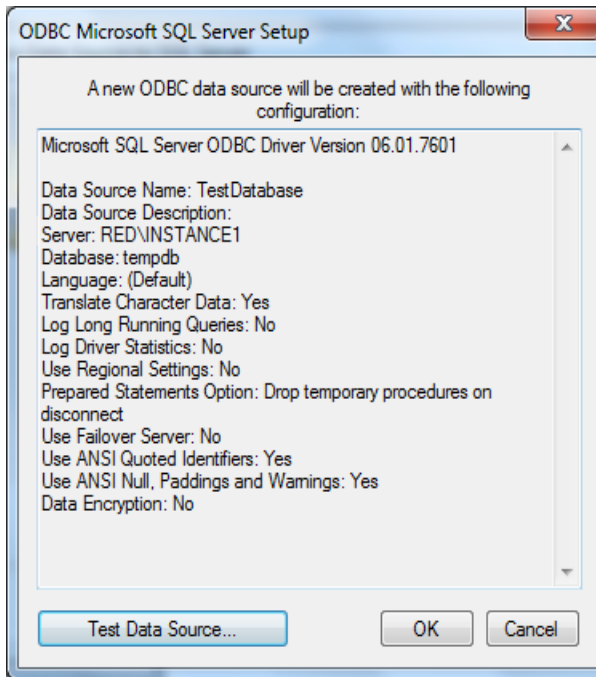 ODBC Microsoft SQL Server Setup
A new ODBC data source will be created with the following
configuration:
Microsoft SQL Server ODBC Driver Version 06.01.7601
Data Source Name: TestDatabase
Data Source Description:
Server: RED\INSTANCE1
Database: tempdb
Language: (Default)
Translate Character Data: Yes
Log Long Running Queries: No
Log Driver Statistics: No
Use Regional Settings: No
Prepared Statements Option: Drop temporary procedures on
disconnect
Use Failover Server: No
Use ANSI Quoted Identifiers: Yes
Use ANSI Null, Paddings and Warnings: Yes
Data Encryption: No
Test Data Source...
OK
Cancel